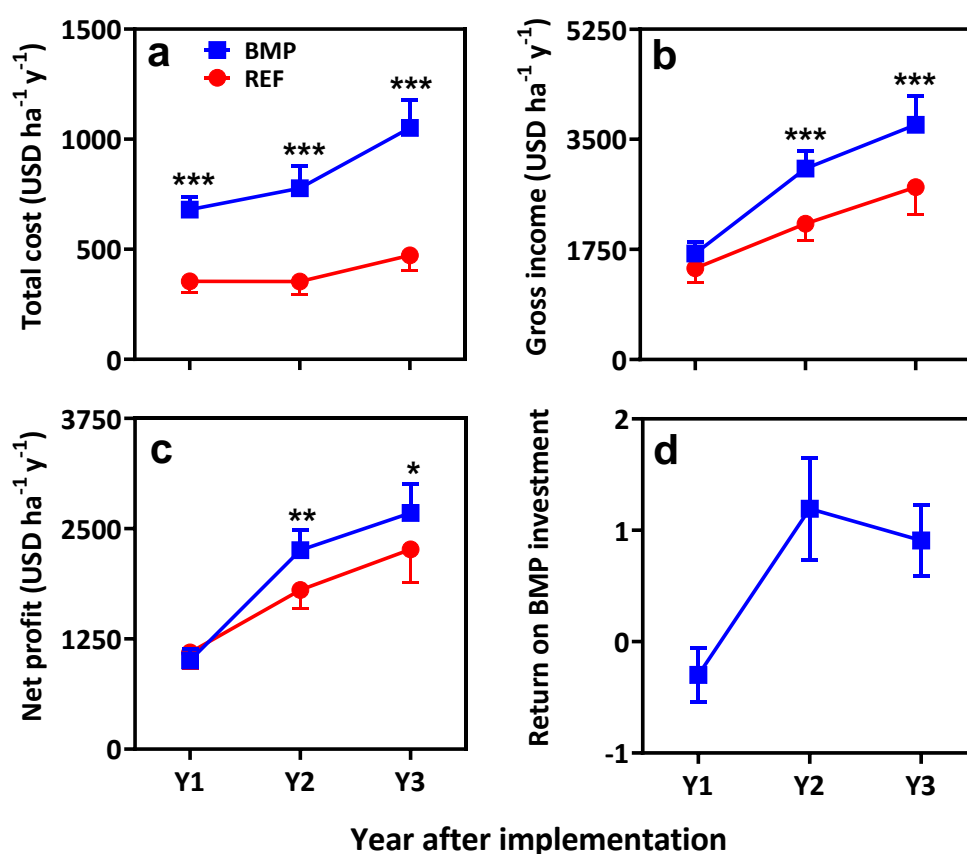 a
BMP
REF
Total cost (USD ha⁻¹ y⁻¹)
1500
1000
500
0
***
***
***
b
Gross income (USD ha⁻¹ y⁻¹)
5250
3500
1750
0
***
***
c
Net profit (USD ha⁻¹ y⁻¹)
3750
2500
1250
0
**
*
Y1 Y2 Y3
d
Return on BMP investment
2
1
0
-1
Y1 Y2 Y3
Year after implementation